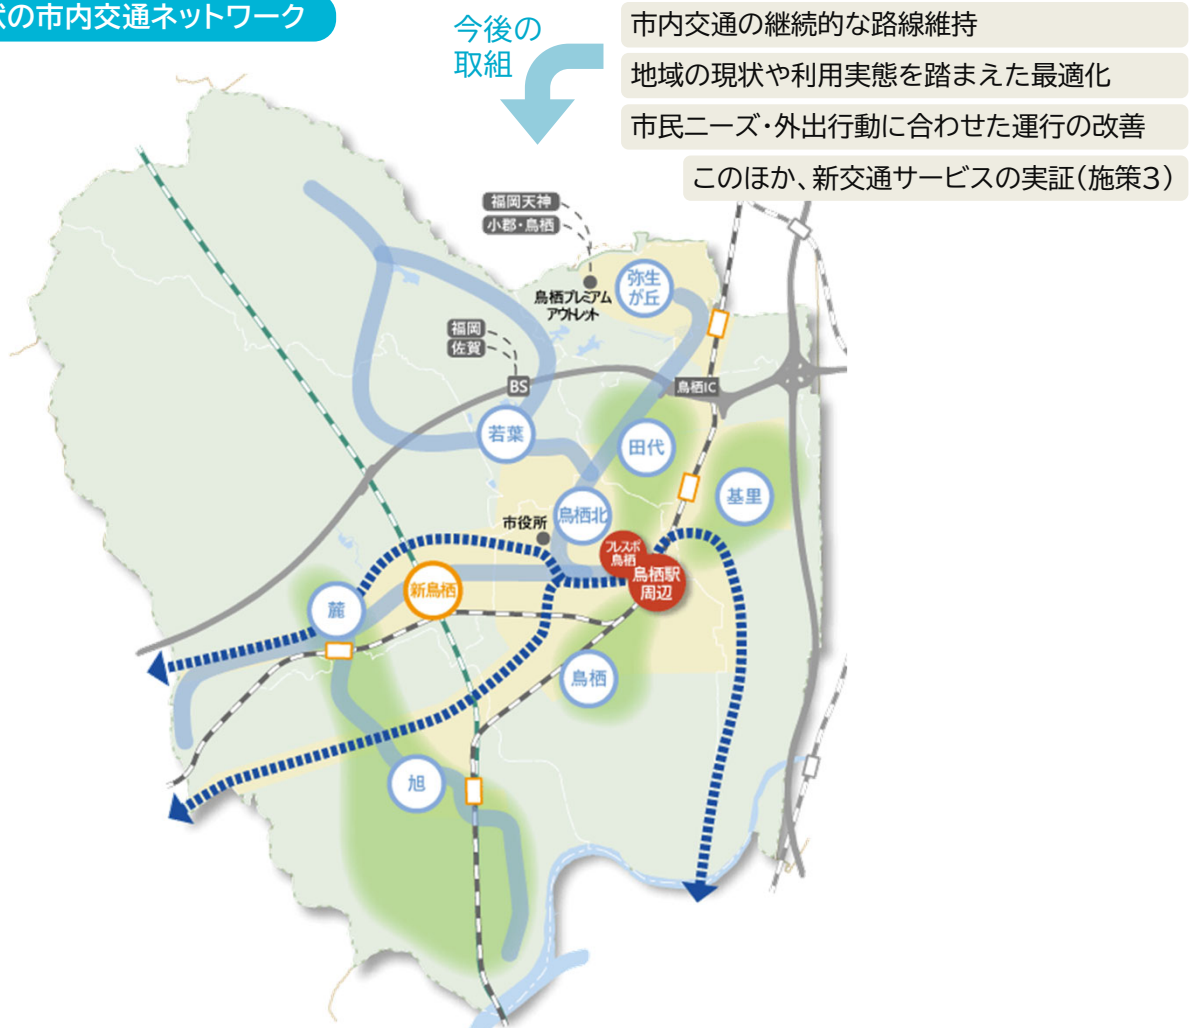 の市内交通ネットワーク
今後の
取組
市内交通の継続的な路線維持
地域の現状や利用実態を踏まえた最適化
市民ニーズ・外出行動に合わせた運行の改善
このほか、新交通サービスの実証（施策3）
福岡天神
小郡・鳥栖
鳥栖プレミアム
アウトレット
弥生
が丘
福岡
佐賀
BS
鳥栖IC
若葉
田代
基里
鳥栖北
市役所
フレスポ
鳥栖
鳥栖駅
周辺
新鳥栖
麓
鳥栖
旭